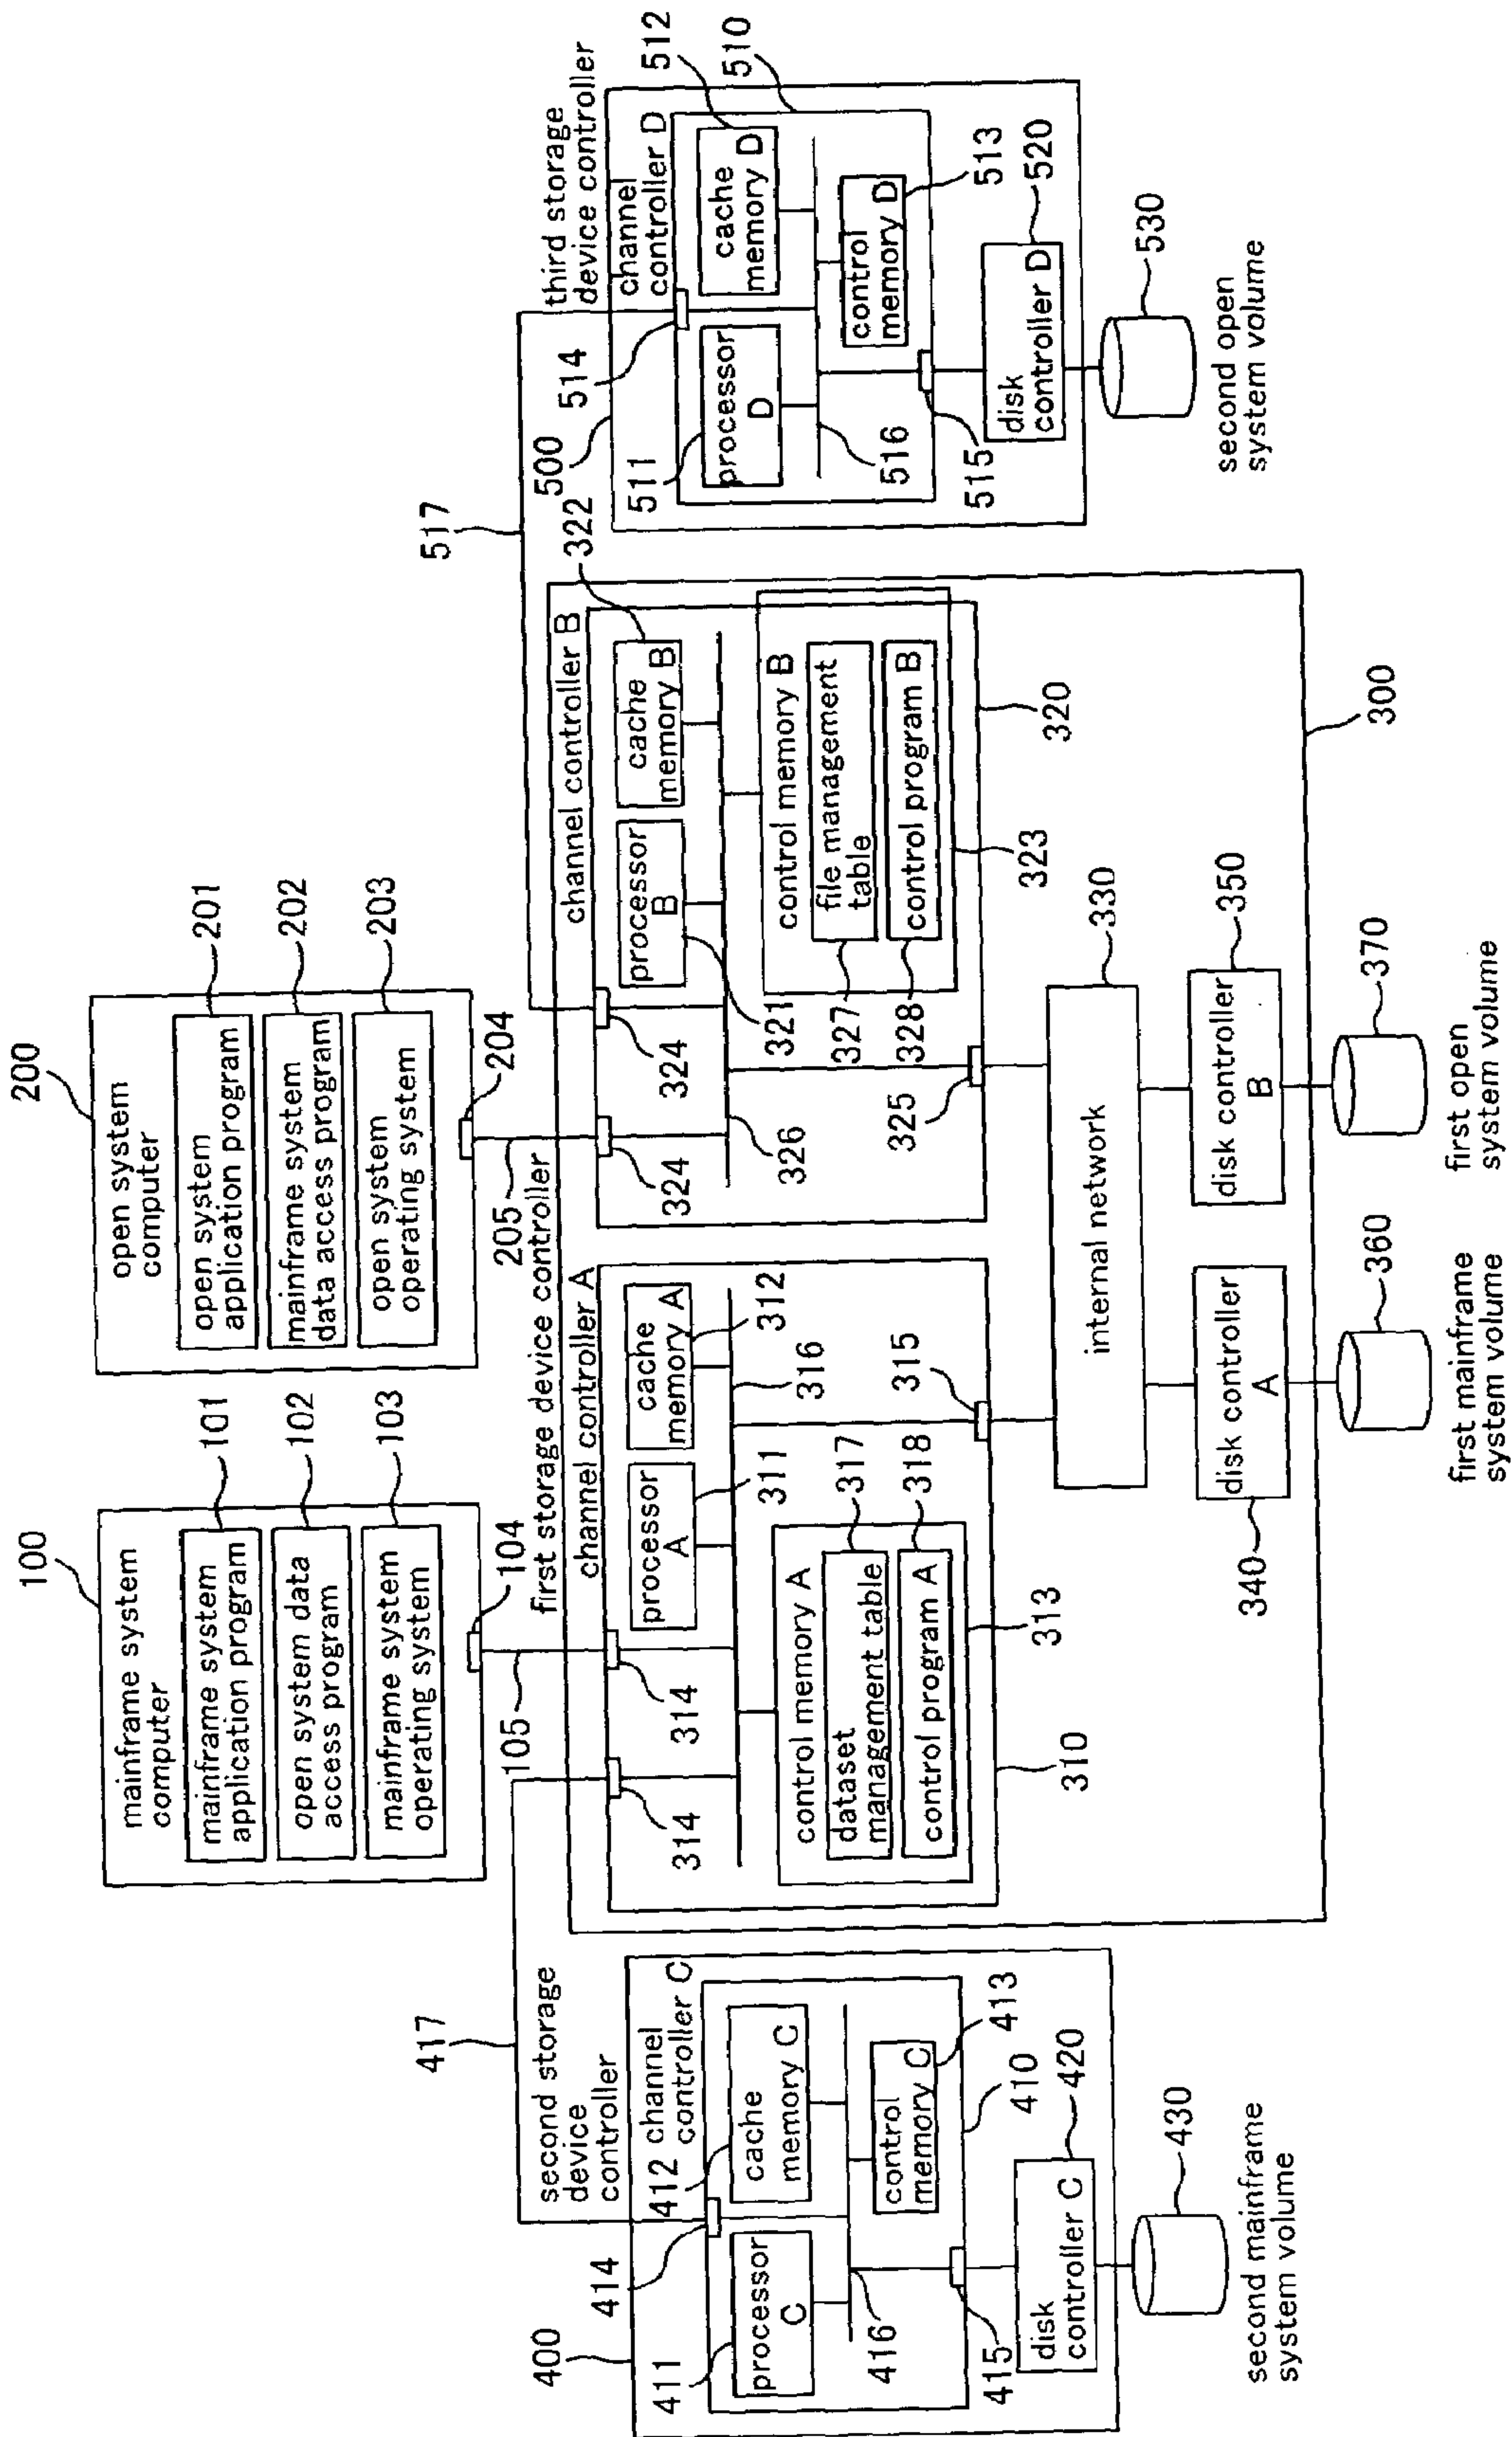 100
mainframe system
computer
mainframe system
application program
101
open system data
access program
102
mainframe system
operating system
103
104
105
200
open system
computer
open system
application program
201
mainframe system
data access program
202
open system
operating system
203
204
205
417
517
second storage
device
controller
400
412
channel
controller C
414
411
processor
C
cache
memory C
control
memory C
413
416
415
410
disk
controller C
420
430
second mainframe
system volume
first storage device controller
channel controller A
314
314
processor
A
311
cache
memory A
312
316
315
control memory A
dataset
management table
317
control program A
318
313
310
channel controller B
324
324
processor
B
321
cache
memory B
322
326
325
control memory B
file management
table
327
control program B
328
323
320
internal network
330
disk controller
A
340
disk controller
B
350
300
360
first mainframe
system volume
370
first open
system volume
third storage
device controller
500
channel
controller D
514
511
processor
D
cache
memory D
512
510
control
memory D
513
516
515
disk
controller D
520
530
second open
system volume